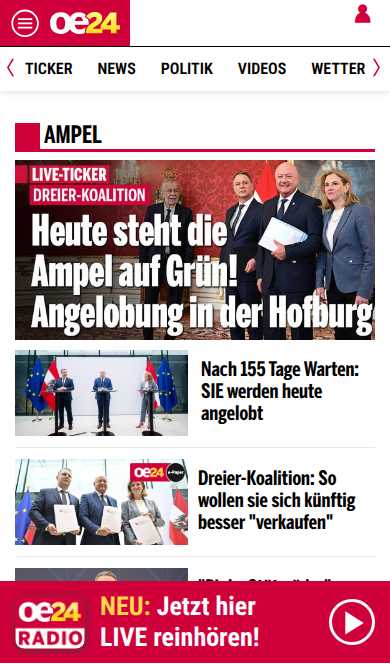 oe24
TICKER NEWS POLITIK VIDEOS WETTER
AMPEL
LIVE-TICKER
DREIER-KOALITION
Heute steht die
Ampel auf Grün!
Angelobung in der Hofburg
Nach 155 Tage Warten:
SIE werden heute
angelobt
oe24 e-Paper
Dreier-Koalition: So
wollen sie sich künftig
besser "verkaufen"
oe24
RADIO
NEU: Jetzt hier
LIVE reinhören!